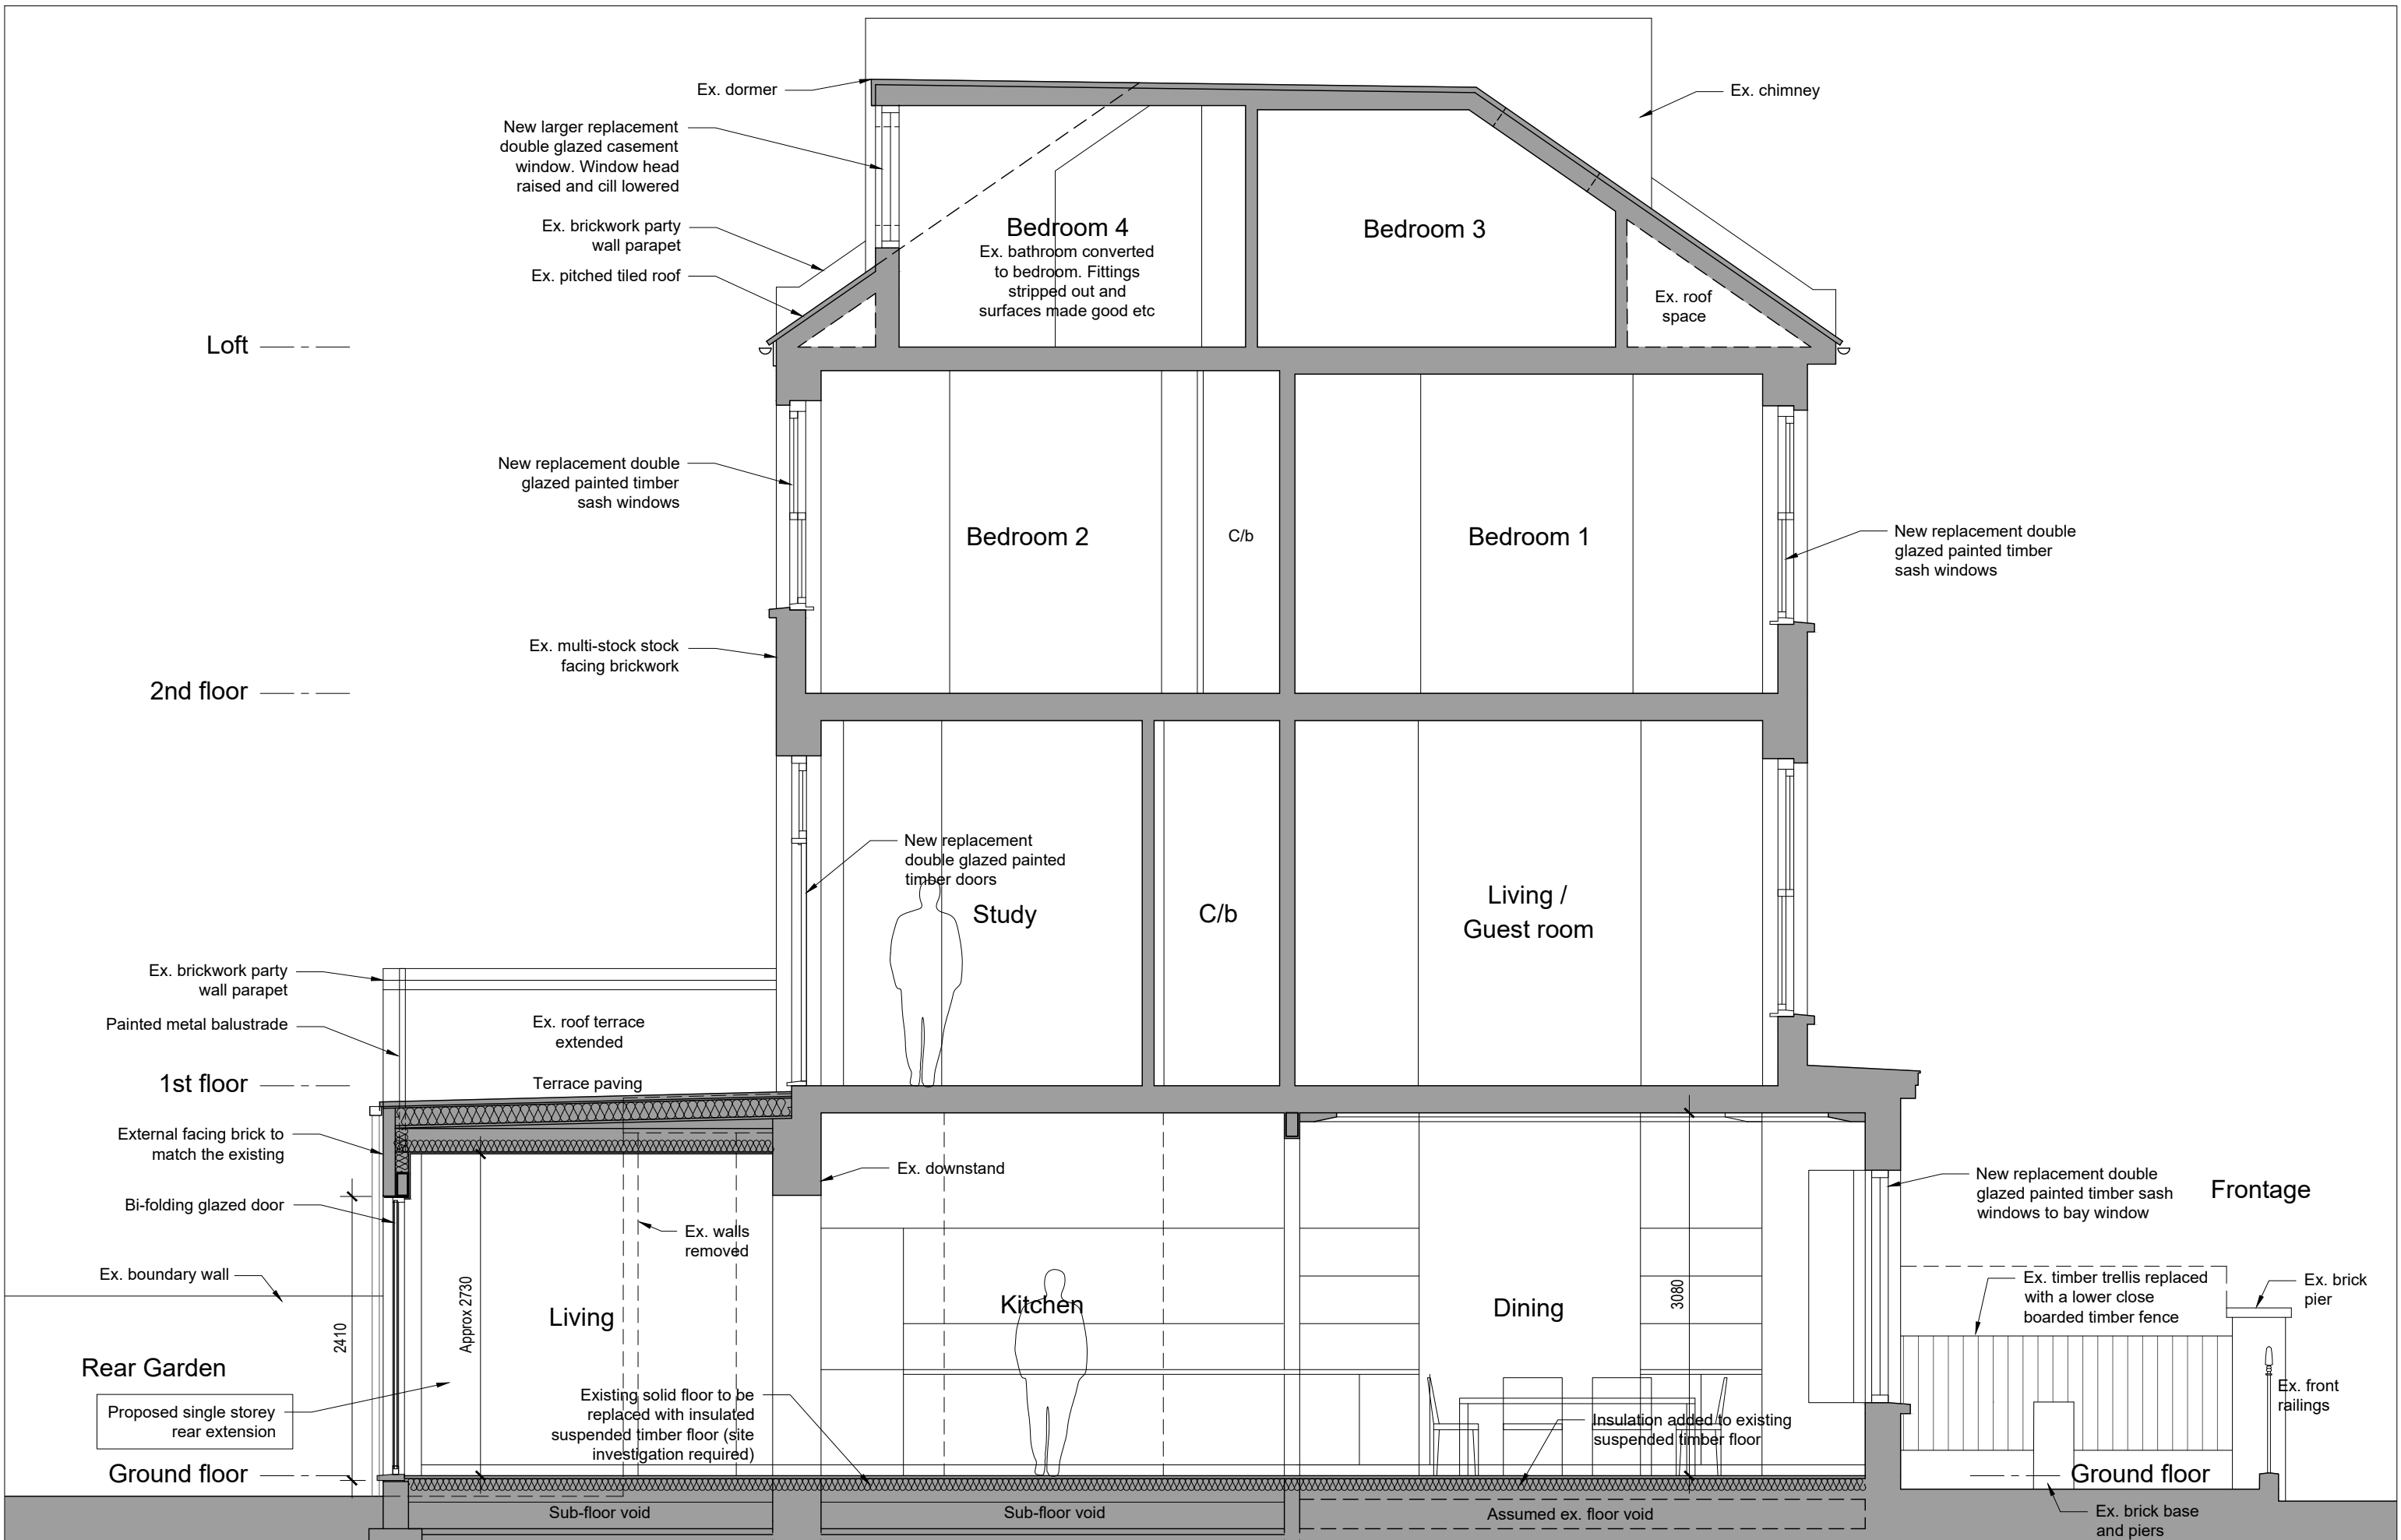 Ex. dormer
Ex. chimney
New larger replacement
double glazed casement
window. Window head
raised and cill lowered
Ex. brickwork party
wall parapet
Ex. pitched tiled roof
Bedroom 4
Ex. bathroom converted
to bedroom. Fittings
stripped out and
surfaces made good etc
Bedroom 3
Ex. roof
space
Loft
New replacement double
glazed painted timber
sash windows
Bedroom 2
C/b
Bedroom 1
New replacement double
glazed painted timber
sash windows
Ex. multi-stock stock
facing brickwork
2nd floor
New replacement
double glazed painted
timber doors
Study
C/b
Living /
Guest room
Ex. brickwork party
wall parapet
Painted metal balustrade
Ex. roof terrace
extended
Terrace paving
1st floor
External facing brick to
match the existing
Ex. downstand
Bi-folding glazed door
Ex. walls
removed
New replacement double
glazed painted timber sash
windows to bay window
Frontage
Ex. boundary wall
2410
Approx 2730
Living
Kitchen
Dining
3080
Ex. timber trellis replaced
with a lower close
boarded timber fence
Ex. brick
pier
Rear Garden
Proposed single storey
rear extension
Existing solid floor to be
replaced with insulated
suspended timber floor (site
investigation required)
Insulation added to existing
suspended timber floor
Ex. front
railings
Ground floor
Ground floor
Sub-floor void
Sub-floor void
Assumed ex. floor void
Ex. brick base
and piers